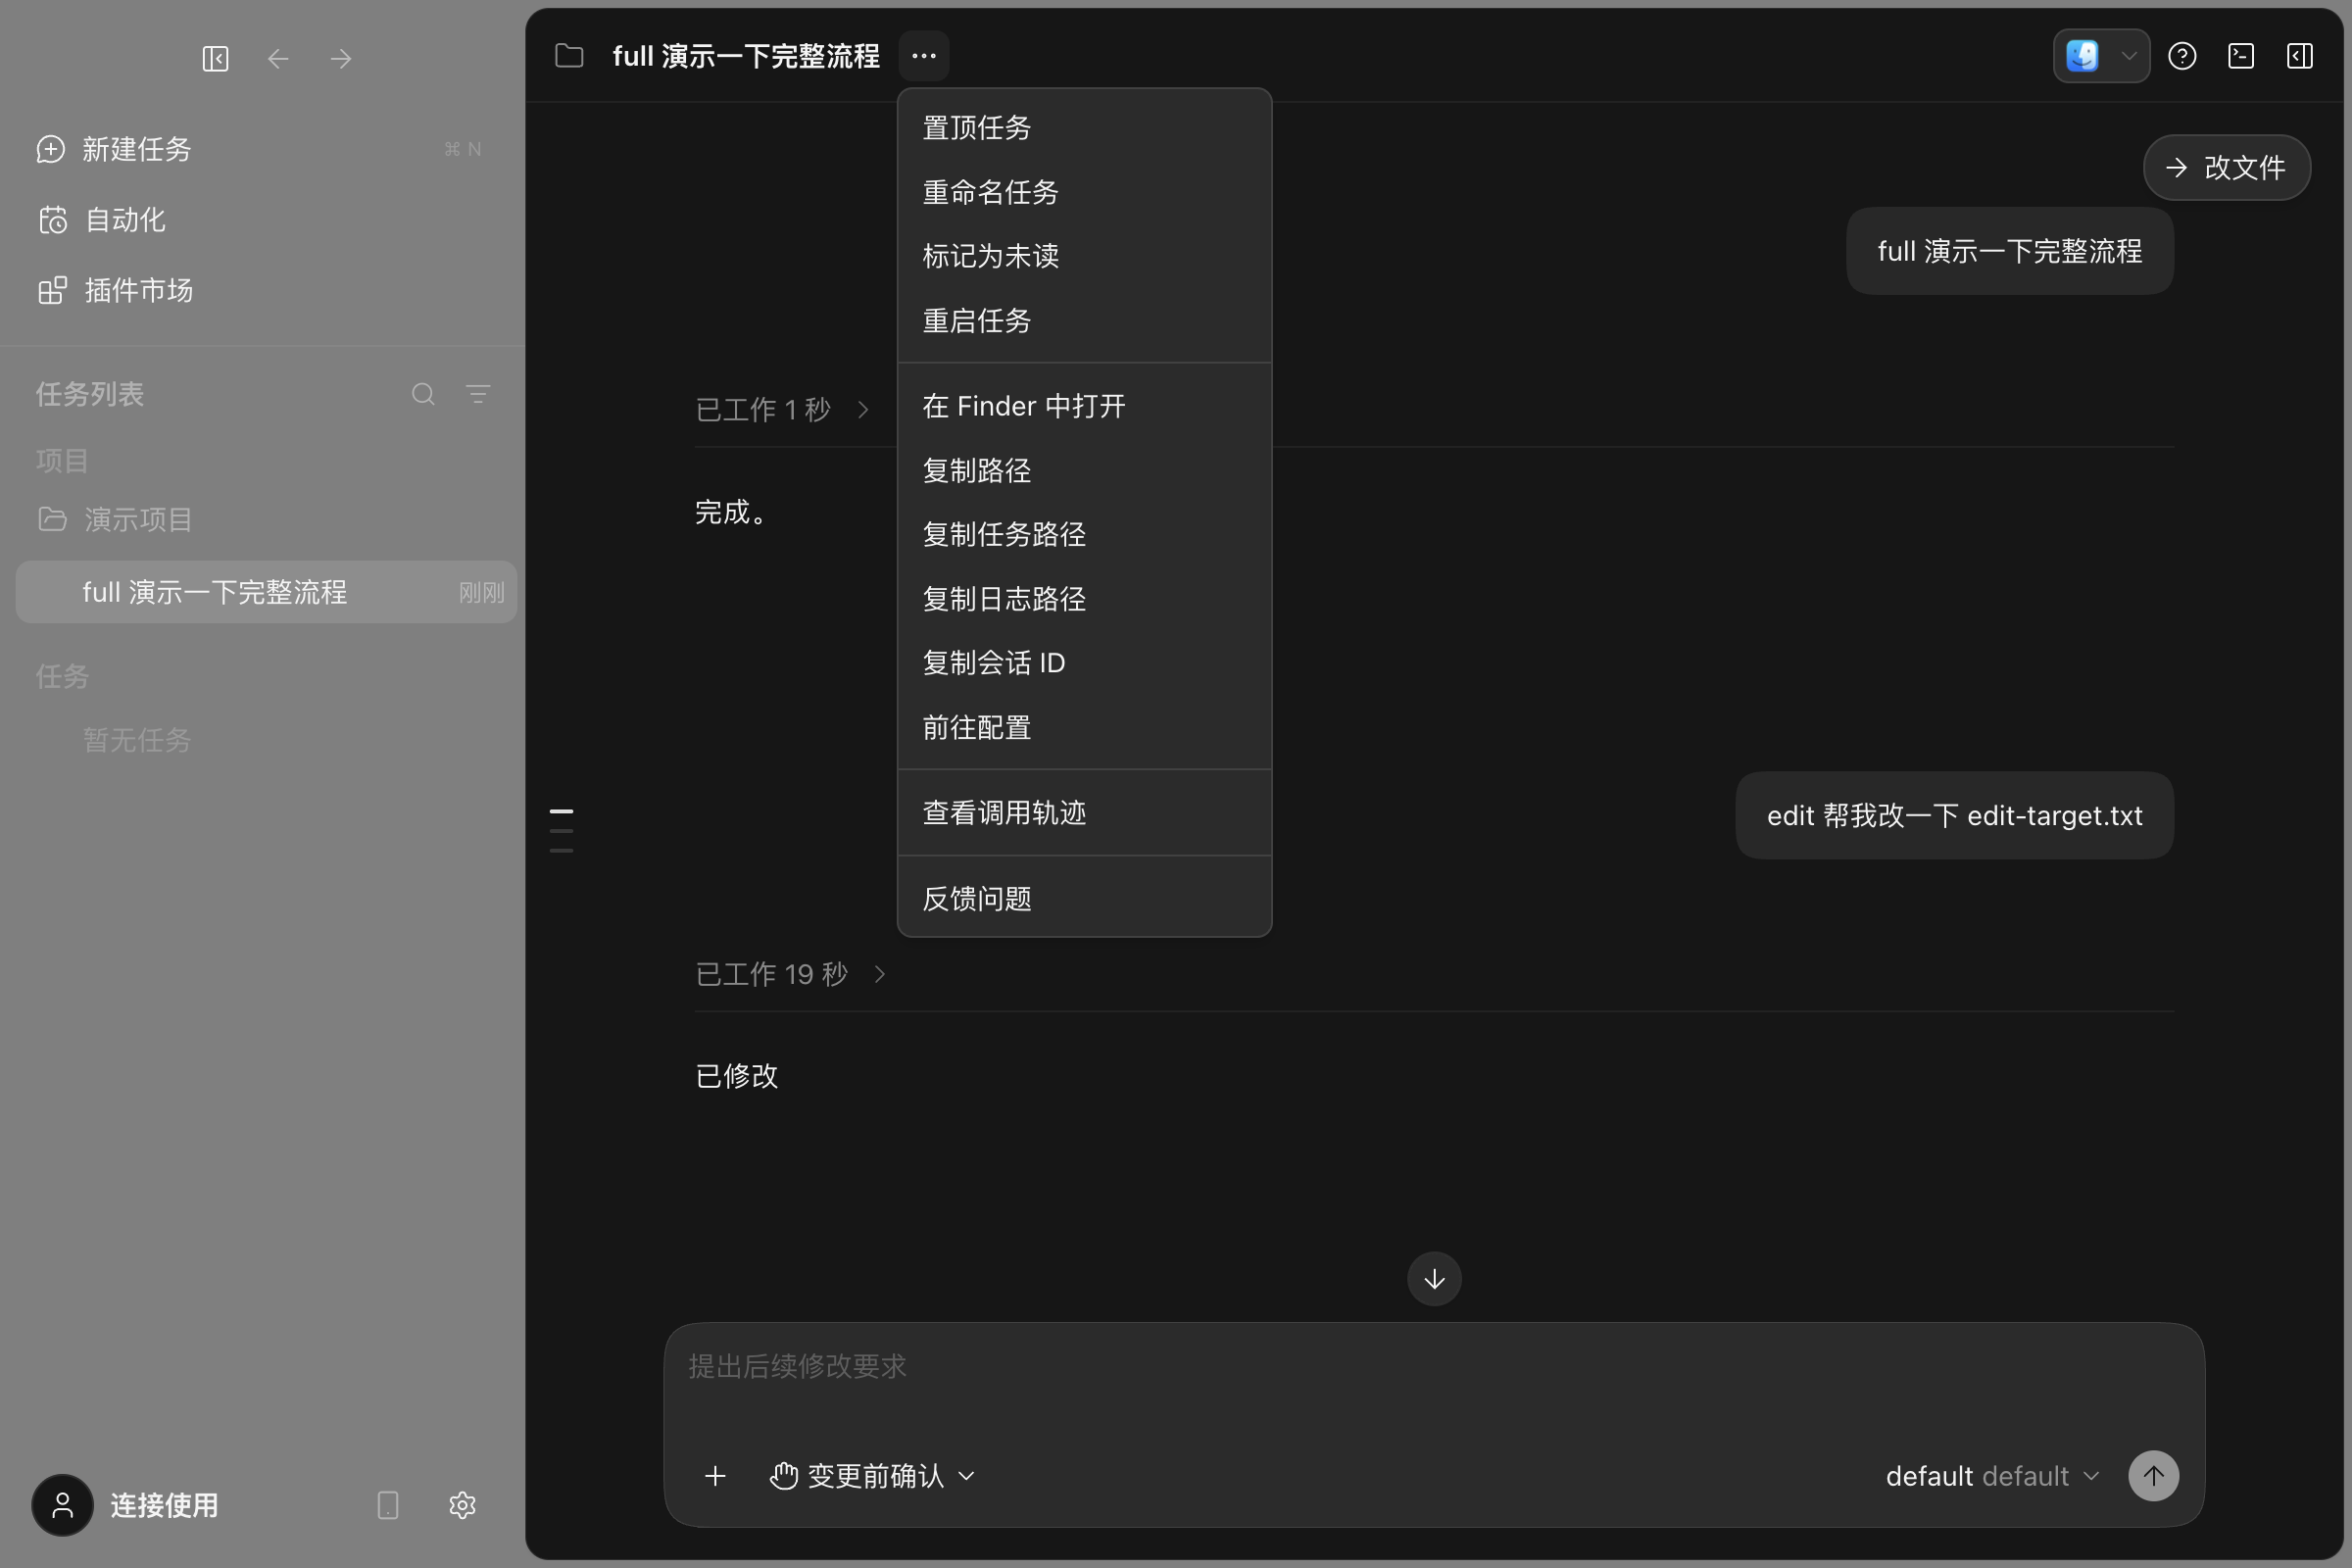 新建任务
⌘ N
自动化
插件市场
任务列表
项目
演示项目
full 演示一下完整流程
刚刚
任务
暂无任务
连接使用
full 演示一下完整流程
置顶任务
重命名任务
标记为未读
重启任务
在 Finder 中打开
复制路径
复制任务路径
复制日志路径
复制会话 ID
前往配置
查看调用轨迹
反馈问题
改文件
full 演示一下完整流程
已工作 1 秒
完成。
edit 帮我改一下 edit-target.txt
已工作 19 秒
已修改
提出后续修改要求
变更前确认
default default